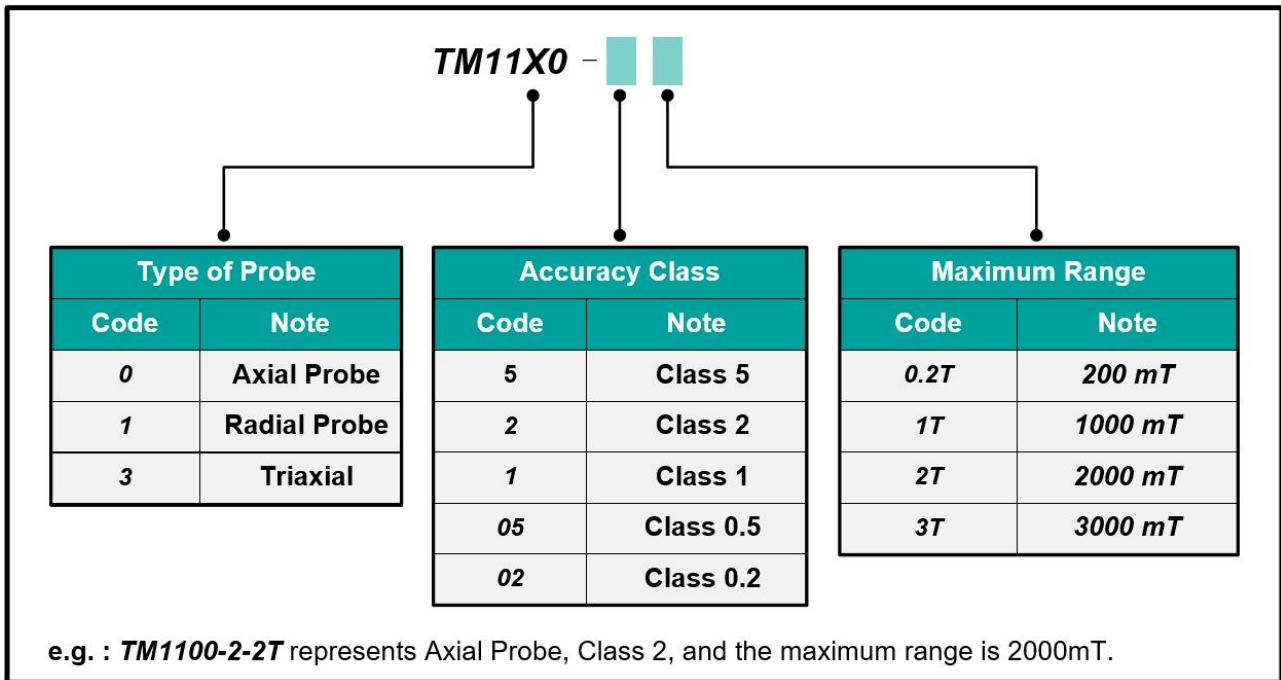 TM11X0 –
Type of Probe
Code Note
0 Axial Probe
1 Radial Probe
3 Triaxial
Accuracy Class
Code Note
5 Class 5
2 Class 2
1 Class 1
05 Class 0.5
02 Class 0.2
Maximum Range
Code Note
0.2T 200 mT
1T 1000 mT
2T 2000 mT
3T 3000 mT
e.g. : TM1100-2-2T represents Axial Probe, Class 2, and the maximum range is 2000mT.